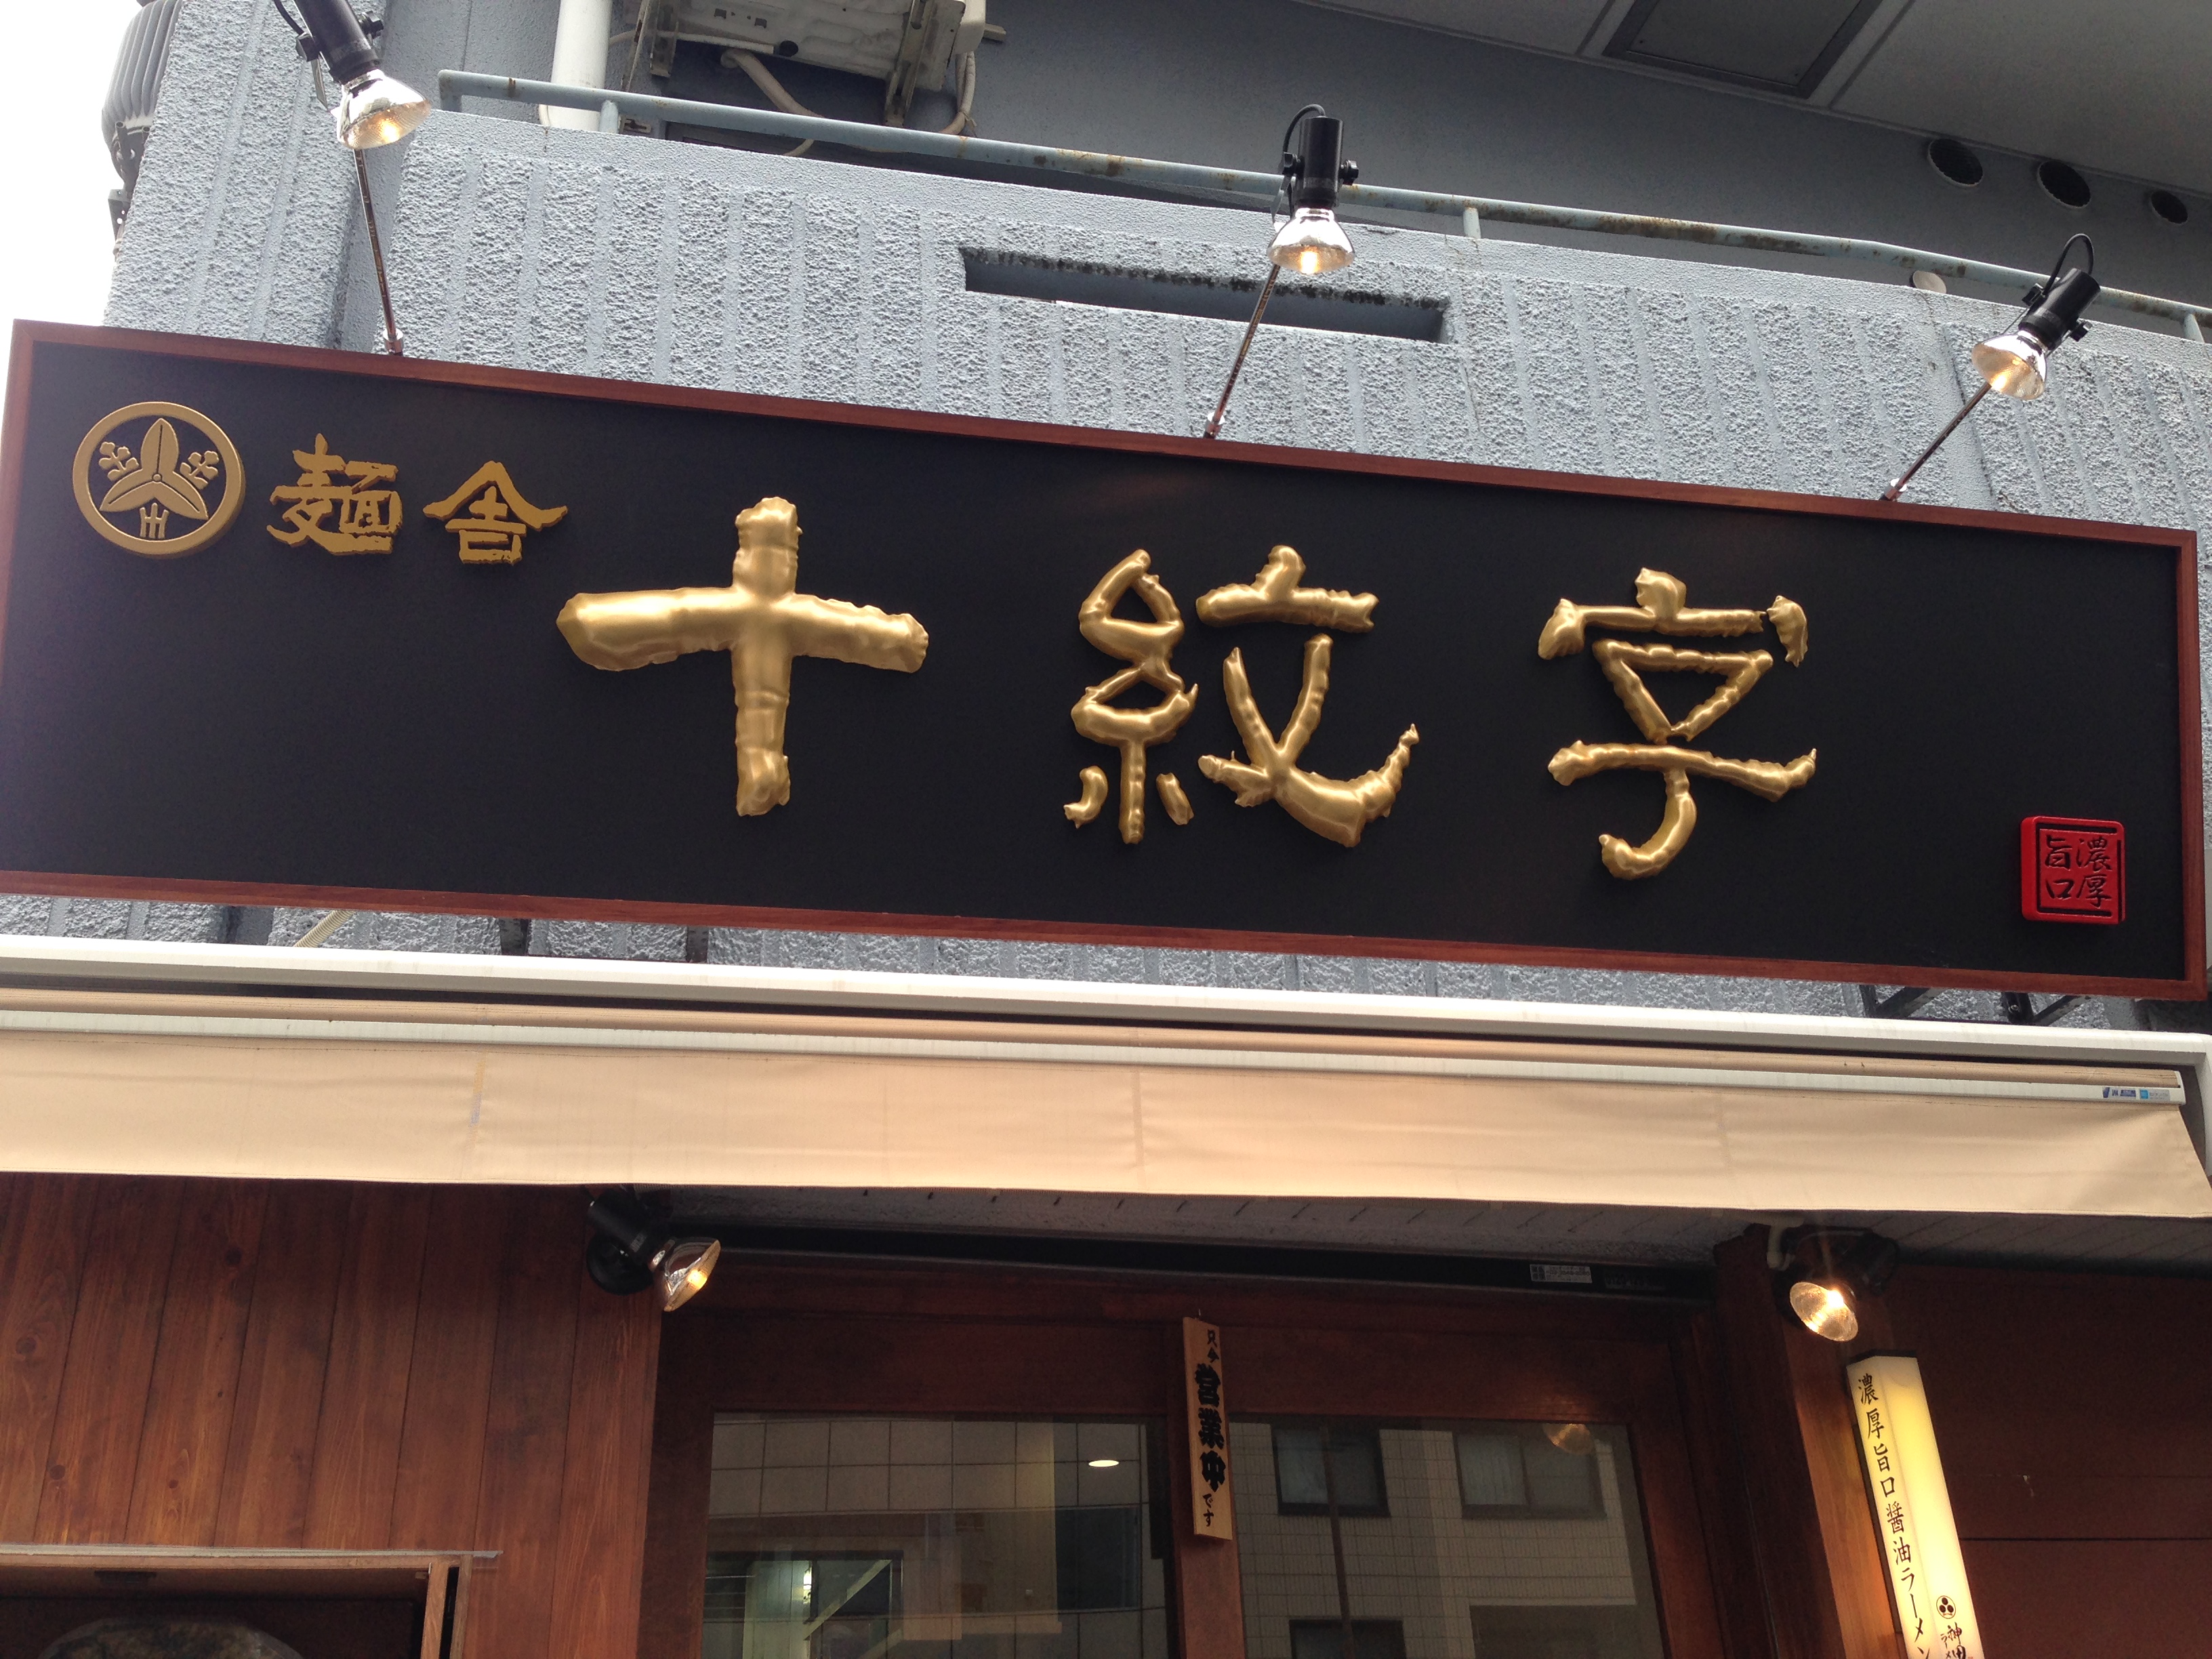 麺舎
十紋字
濃厚
旨口
只今営業中です
濃厚旨口醤油ラーメン